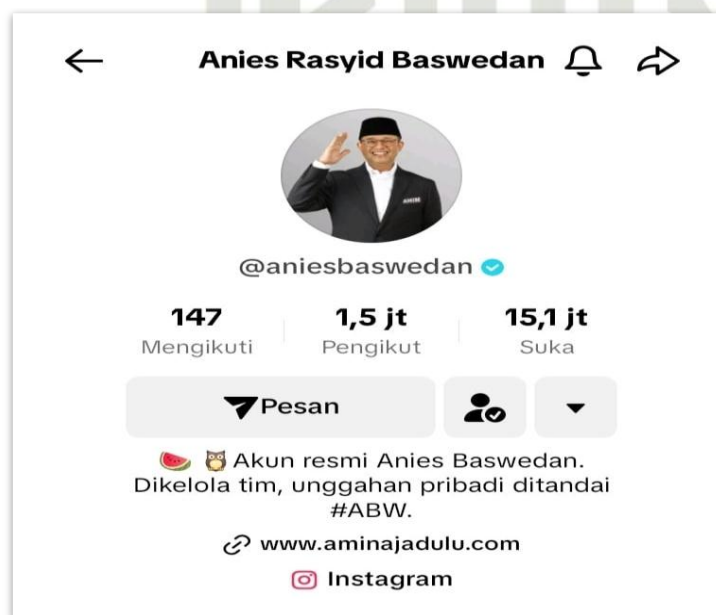 Anies Rasyid Baswedan
AMIN
@aniesbaswedan
147 1,5 jt 15,1 jt
Mengikuti Pengikut Suka
Pesan
Akun resmi Anies Baswedan.
Dikelola tim, unggahan pribadi ditandai
#ABW.
www.aminajadulu.com
Instagram